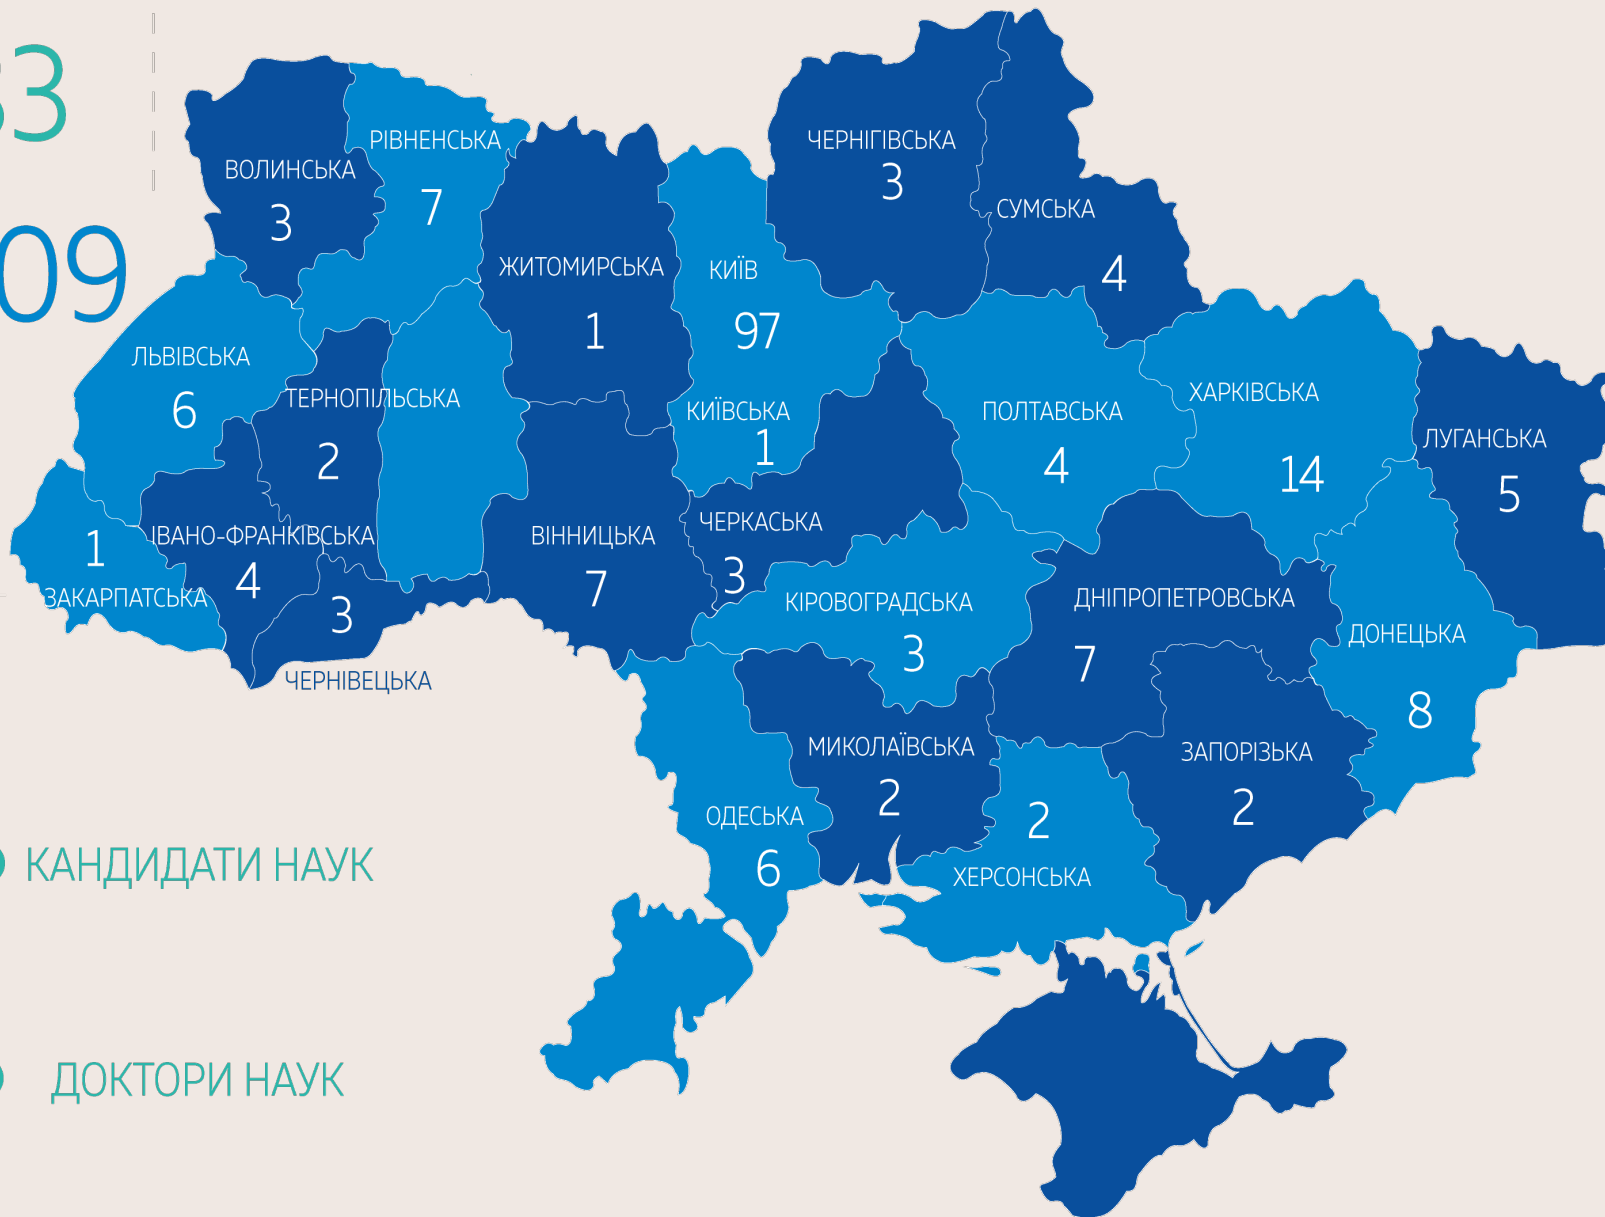 33
09
ВОЛИНСЬКА
3
РІВНЕНСЬКА
7
ЖИТОМИРСЬКА
1
КИЇВ
97
КИЇВСЬКА
1
ЧЕРНІГІВСЬКА
3
СУМСЬКА
4
ЛЬВІВСЬКА
6
ТЕРНОПІЛЬСЬКА
2
ПОЛТАВСЬКА
4
ХАРКІВСЬКА
14
ЛУГАНСЬКА
5
1
ЗАКАРПАТСЬКА
ІВАНО-ФРАНКІВСЬКА
4
3
ЧЕРНІВЕЦЬКА
ВІННИЦЬКА
7
ЧЕРКАСЬКА
3
КІРОВОГРАДСЬКА
3
ДНІПРОПЕТРОВСЬКА
7
ДОНЕЦЬКА
8
ОДЕСЬКА
6
МИКОЛАЇВСЬКА
2
2
ХЕРСОНСЬКА
ЗАПОРІЗЬКА
2
КАНДИДАТИ НАУК
ДОКТОРИ НАУК